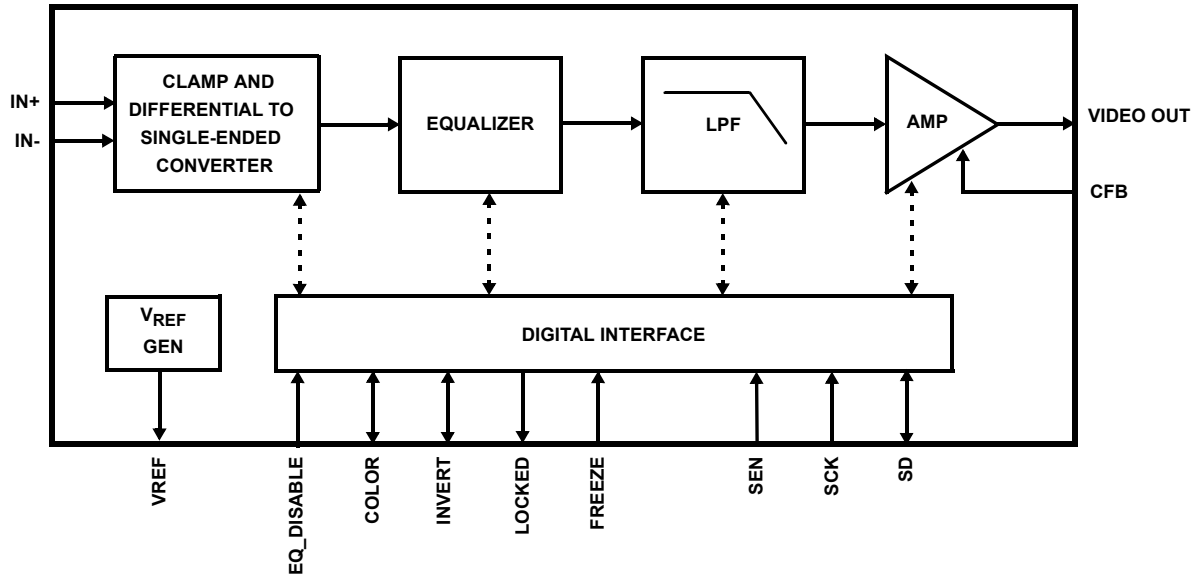 IN+
IN-
CLAMP AND
DIFFERENTIAL TO
SINGLE-ENDED
CONVERTER
EQUALIZER
LPF
AMP
VIDEO OUT
CFB
VREF
GEN
DIGITAL INTERFACE
VREF
EQ_DISABLE
COLOR
INVERT
LOCKED
FREEZE
SEN
SCK
SD